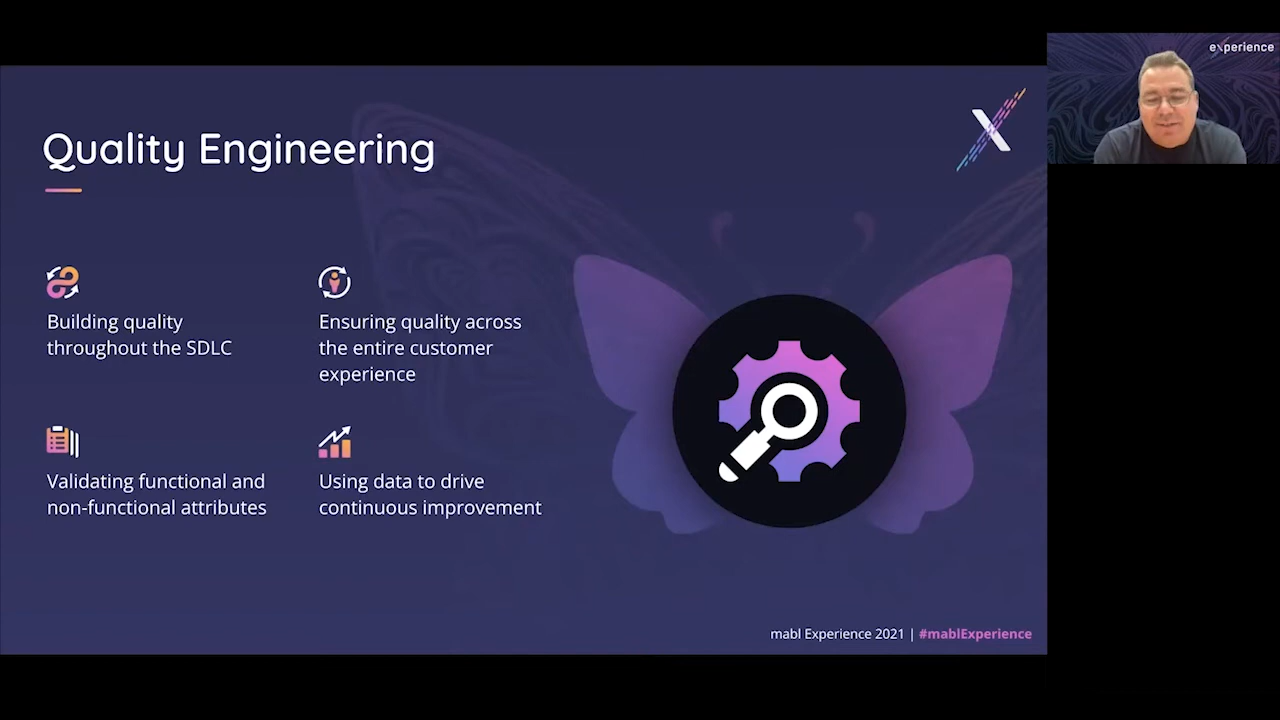 Quality Engineering
Building quality
throughout the SDLC
Ensuring quality across
the entire customer
experience
Validating functional and
non-functional attributes
Using data to drive
continuous improvement
mabl Experience 2021 | #mablExperience
experience